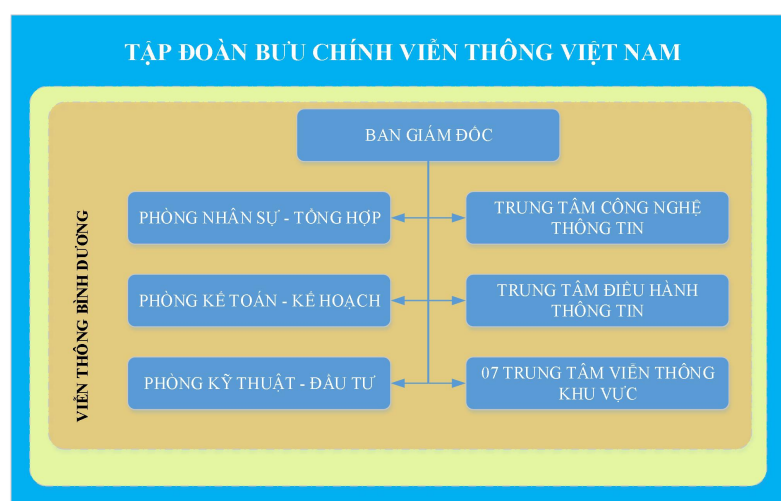 TẬP ĐOÀN BƯU CHÍNH VIỄN THÔNG VIỆT NAM
BAN GIÁM ĐỐC
VIỄN THÔNG BÌNH DƯƠNG
PHÒNG NHÂN SỰ - TỔNG HỢP
TRUNG TÂM CÔNG NGHỆ
THÔNG TIN
PHÒNG KẾ TOÁN - KẾ HOẠCH
TRUNG TÂM ĐIỀU HÀNH
THÔNG TIN
PHÒNG KỸ THUẬT - ĐẦU TƯ
07 TRUNG TÂM VIỄN THÔNG
KHU VỰC